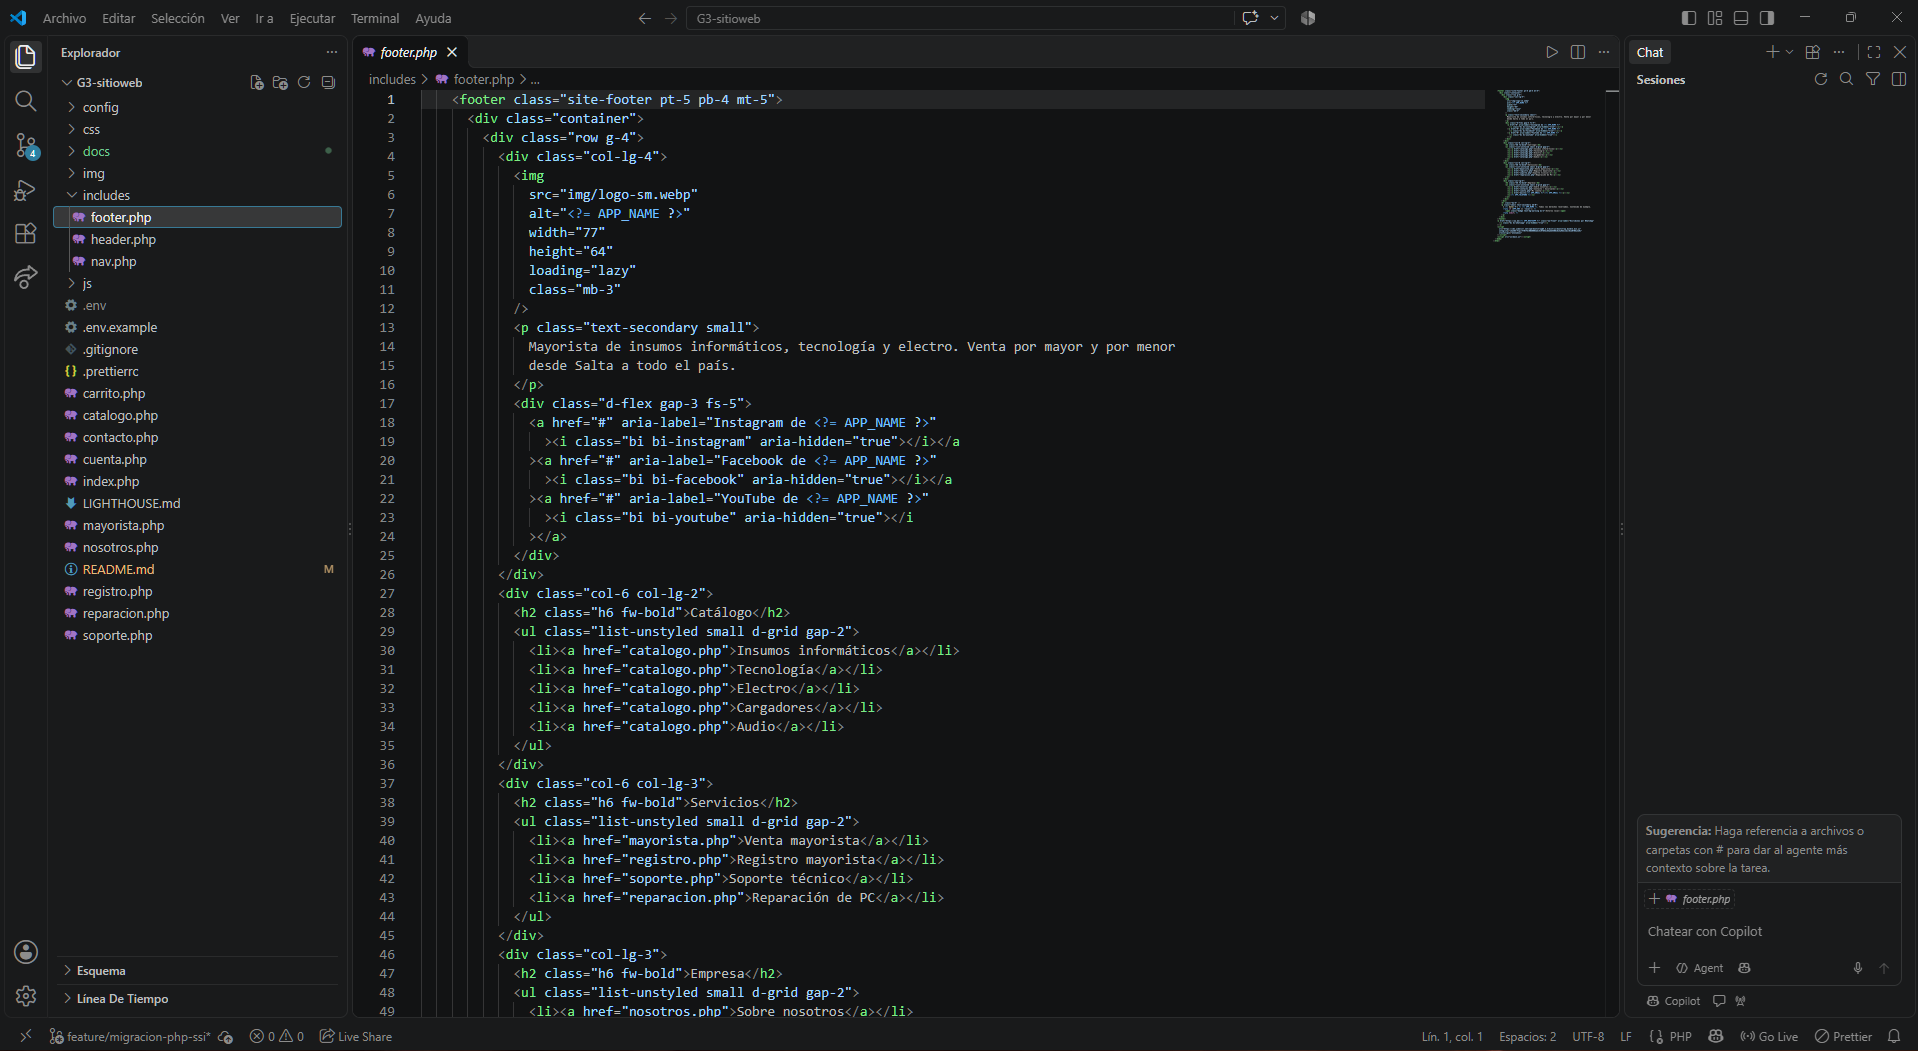 Archivo Editar Selección Ver Ir a Ejecutar Terminal Ayuda
G3-sitioweb
Explorador
G3-sitioweb
config
css
docs
img
includes
footer.php
header.php
nav.php
js
.env
.env.example
.gitignore
.prettierrc
carrito.php
catalogo.php
contacto.php
cuenta.php
index.php
LIGHTHOUSE.md
mayorista.php
nosotros.php
README.md M
registro.php
reparacion.php
soporte.php
Esquema
Línea De Tiempo
4
footer.php
includes > footer.php > ...
1 <footer class="site-footer pt-5 pb-4 mt-5">
2 <div class="container">
3 <div class="row g-4">
4 <div class="col-lg-4">
5 <img
6 src="img/logo-sm.webp"
7 alt="<?= APP_NAME ?>"
8 width="77"
9 height="64"
10 loading="lazy"
11 class="mb-3"
12 />
13 <p class="text-secondary small">
14 Mayorista de insumos informáticos, tecnología y electro. Venta por mayor y por menor
15 desde Salta a todo el país.
16 </p>
17 <div class="d-flex gap-3 fs-5">
18 <a href="#" aria-label="Instagram de <?= APP_NAME ?>"
19 ><i class="bi bi-instagram" aria-hidden="true"></i></a
20 ><a href="#" aria-label="Facebook de <?= APP_NAME ?>"
21 ><i class="bi bi-facebook" aria-hidden="true"></i></a
22 ><a href="#" aria-label="YouTube de <?= APP_NAME ?>"
23 ><i class="bi bi-youtube" aria-hidden="true"></i
24 ></a>
25 </div>
26 </div>
27 <div class="col-6 col-lg-2">
28 <h2 class="h6 fw-bold">Catálogo</h2>
29 <ul class="list-unstyled small d-grid gap-2">
30 <li><a href="catalogo.php">Insumos informáticos</a></li>
31 <li><a href="catalogo.php">Tecnología</a></li>
32 <li><a href="catalogo.php">Electro</a></li>
33 <li><a href="catalogo.php">Cargadores</a></li>
34 <li><a href="catalogo.php">Audio</a></li>
35 </ul>
36 </div>
37 <div class="col-6 col-lg-3">
38 <h2 class="h6 fw-bold">Servicios</h2>
39 <ul class="list-unstyled small d-grid gap-2">
40 <li><a href="mayorista.php">Venta mayorista</a></li>
41 <li><a href="registro.php">Registro mayorista</a></li>
42 <li><a href="soporte.php">Soporte técnico</a></li>
43 <li><a href="reparacion.php">Reparación de PC</a></li>
44 </ul>
45 </div>
46 <div class="col-lg-3">
47 <h2 class="h6 fw-bold">Empresa</h2>
48 <ul class="list-unstyled small d-grid gap-2">
49 <li><a href="nosotros.php">Sobre nosotros</a></li>
Chat
Sesiones
Sugerencia: Haga referencia a archivos o
carpetas con # para dar al agente más
contexto sobre la tarea.
footer.php
Chatear con Copilot
Agent
Copilot
feature/migracion-php-ssi* 0 0 Live Share
Lín. 1, col. 1 Espacios: 2 UTF-8 LF PHP Go Live Prettier